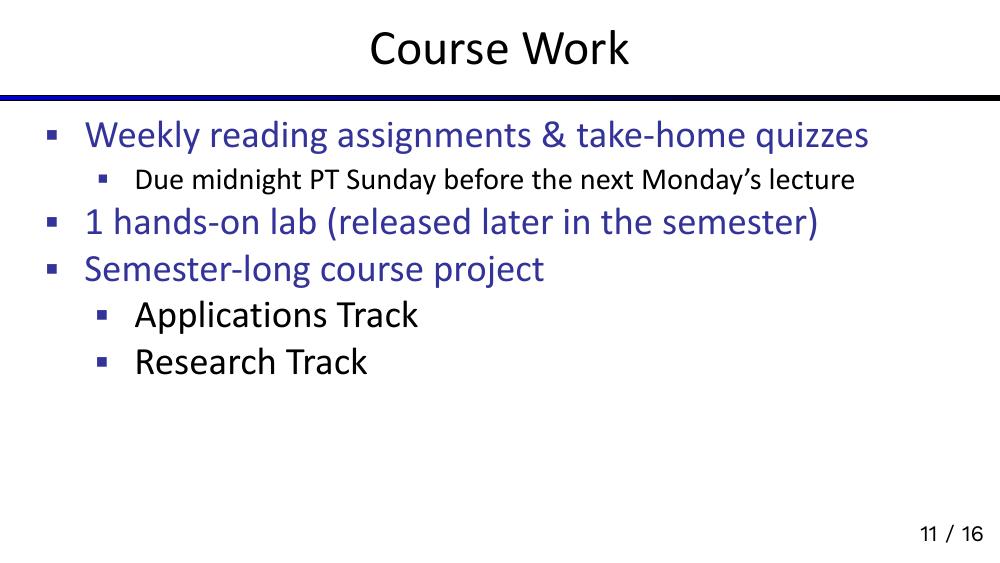 Course Work
▪ Weekly reading assignments & take-home quizzes
▪ Due midnight PT Sunday before the next Monday’s lecture
▪ 1 hands-on lab (released later in the semester)
▪ Semester-long course project
▪ Applications Track
▪ Research Track
11 / 16